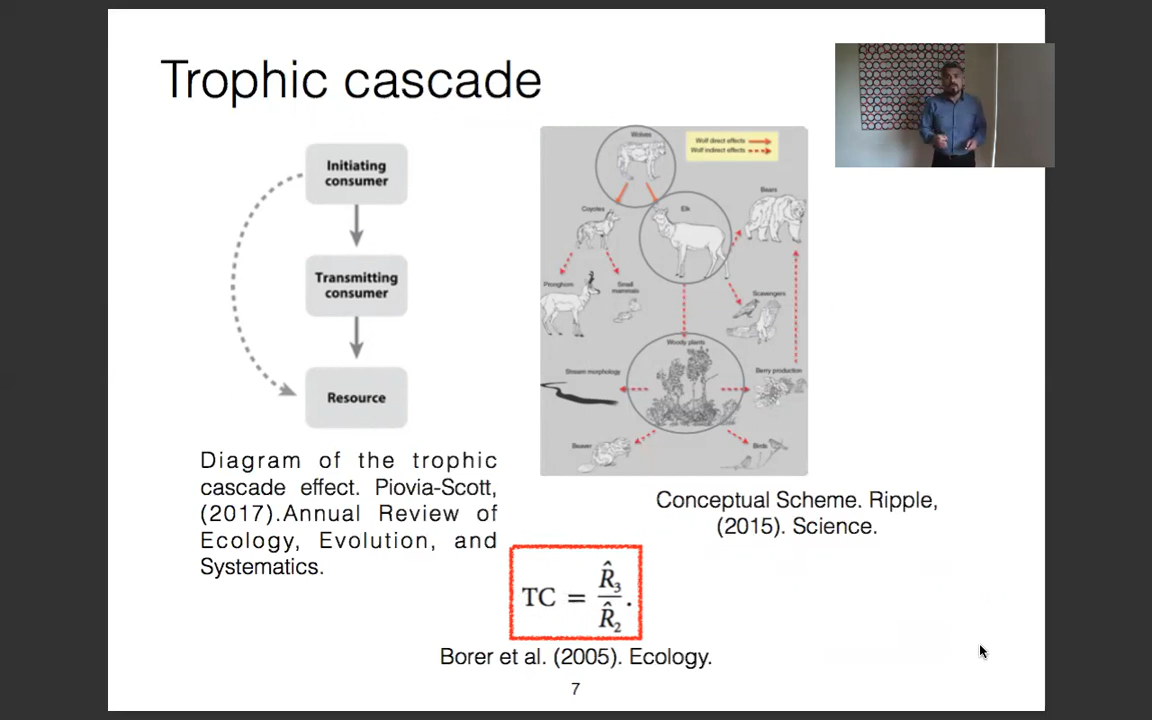 Trophic cascade
Initiating
consumer
Transmitting
consumer
Resource
Diagram of the trophic
cascade effect. Piovia-Scott,
(2017).Annual Review of
Ecology, Evolution, and
Systematics.
Wolves
Wolf direct effects
Wolf indirect effects
Bears
Coyotes
Elk
Pronghorn
Small
mammals
Scavengers
Woody plants
Stream morphology
Berry production
Beaver
Birds
Conceptual Scheme. Ripple,
(2015). Science.
TC = R̂3 / R̂2.
Borer et al. (2005). Ecology.
7